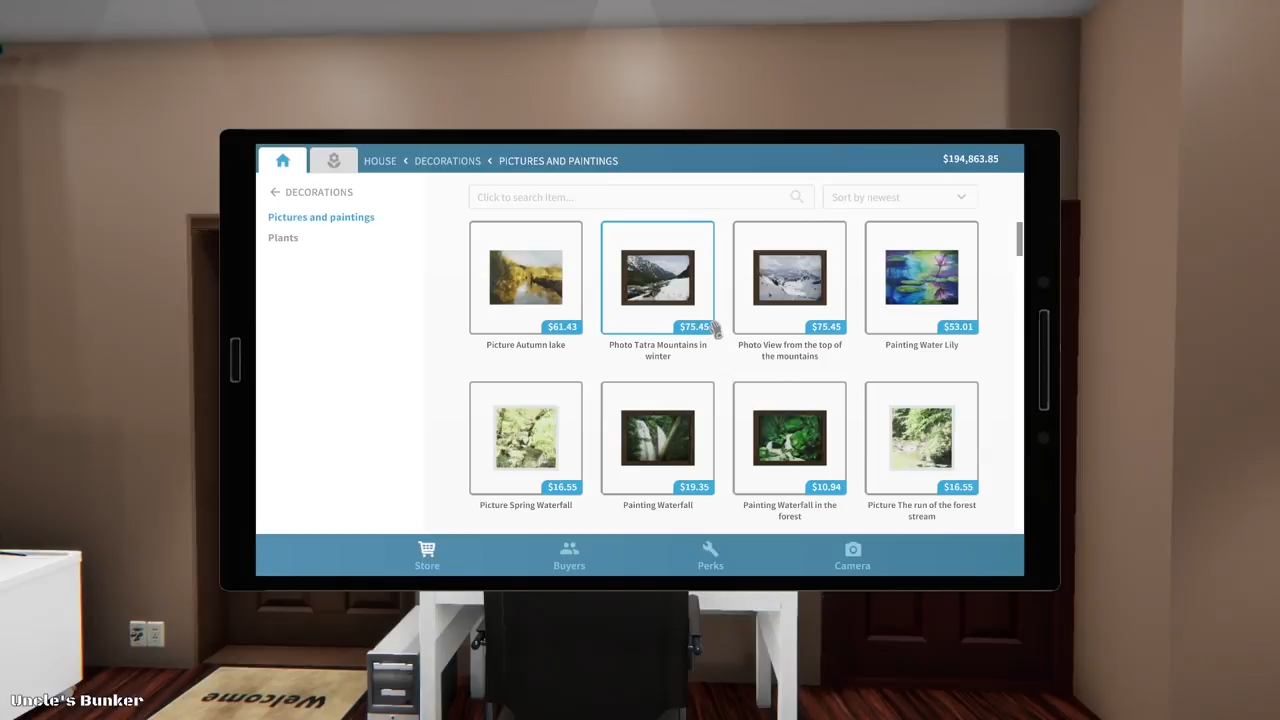 HOUSE < DECORATIONS < PICTURES AND PAINTINGS
$194,863.85
← DECORATIONS
Pictures and paintings
Plants
Click to search item...
Sort by newest
$61.43
$75.45
$75.45
$53.01
Picture Autumn lake
Photo Tatra Mountains in
winter
Photo View from the top of
the mountains
Painting Water Lily
$16.55
$19.35
$10.94
$16.55
Picture Spring Waterfall
Painting Waterfall
Painting Waterfall in the
forest
Picture The run of the forest
stream
Store
Buyers
Perks
Camera
Welcome
Uncle's Bunker